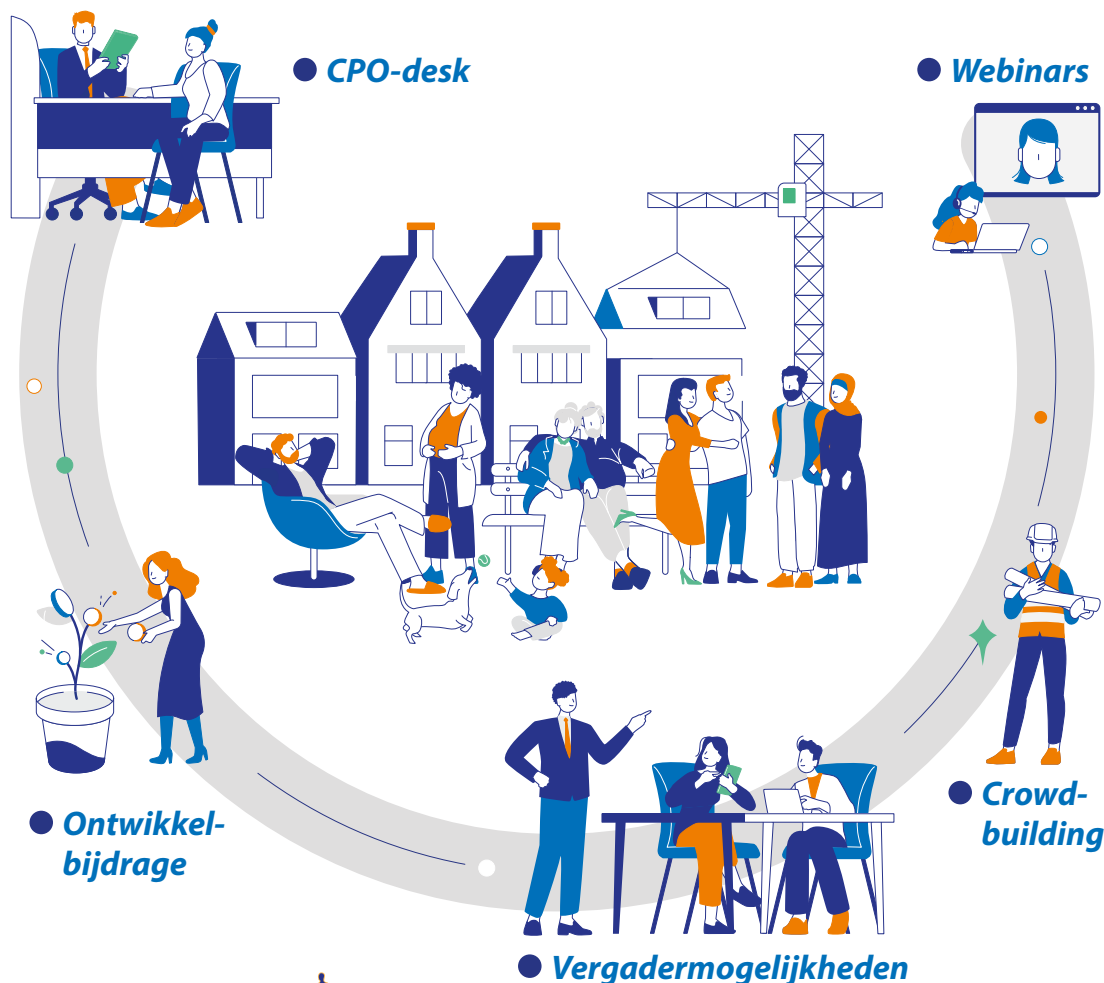 CPO-desk
Webinars
Ontwikkel-
bijdrage
Crowd-
building
Vergadermogelijkheden